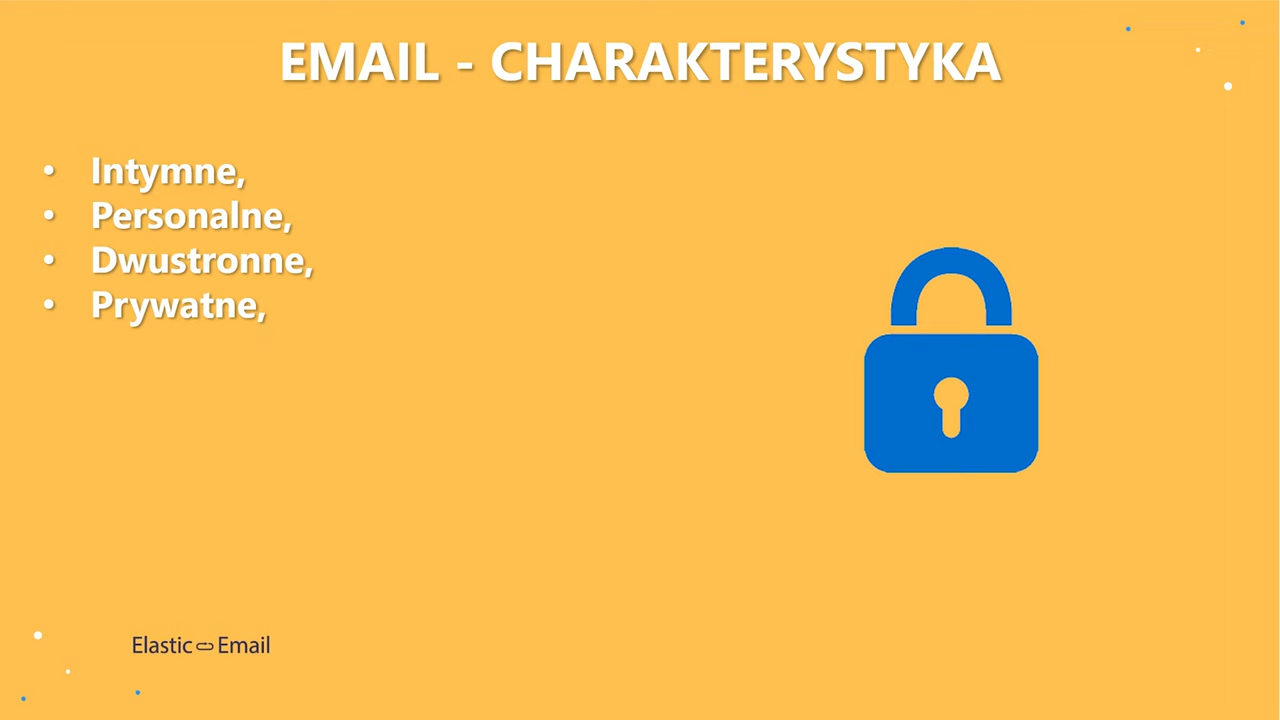 EMAIL - CHARAKTERYSTYKA
• Intymne,
• Personalne,
• Dwustronne,
• Prywatne,
Elastic Email